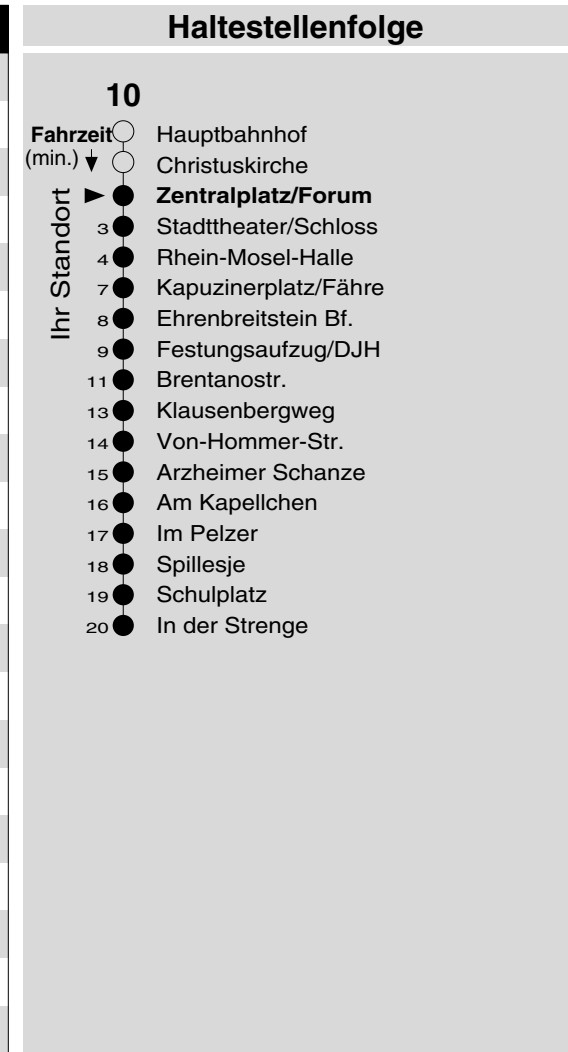 Haltestellenfolge
10
Fahrzeit Hauptbahnhof
(min.) Christuskirche
Ihr Standort
Zentralplatz/Forum
3 Stadttheater/Schloss
4 Rhein-Mosel-Halle
7 Kapuzinerplatz/Fähre
8 Ehrenbreitstein Bf.
9 Festungsaufzug/DJH
11 Brentanostr.
13 Klausenbergweg
14 Von-Hommer-Str.
15 Arzheimer Schanze
16 Am Kapellchen
17 Im Pelzer
18 Spillesje
19 Schulplatz
20 In der Strenge